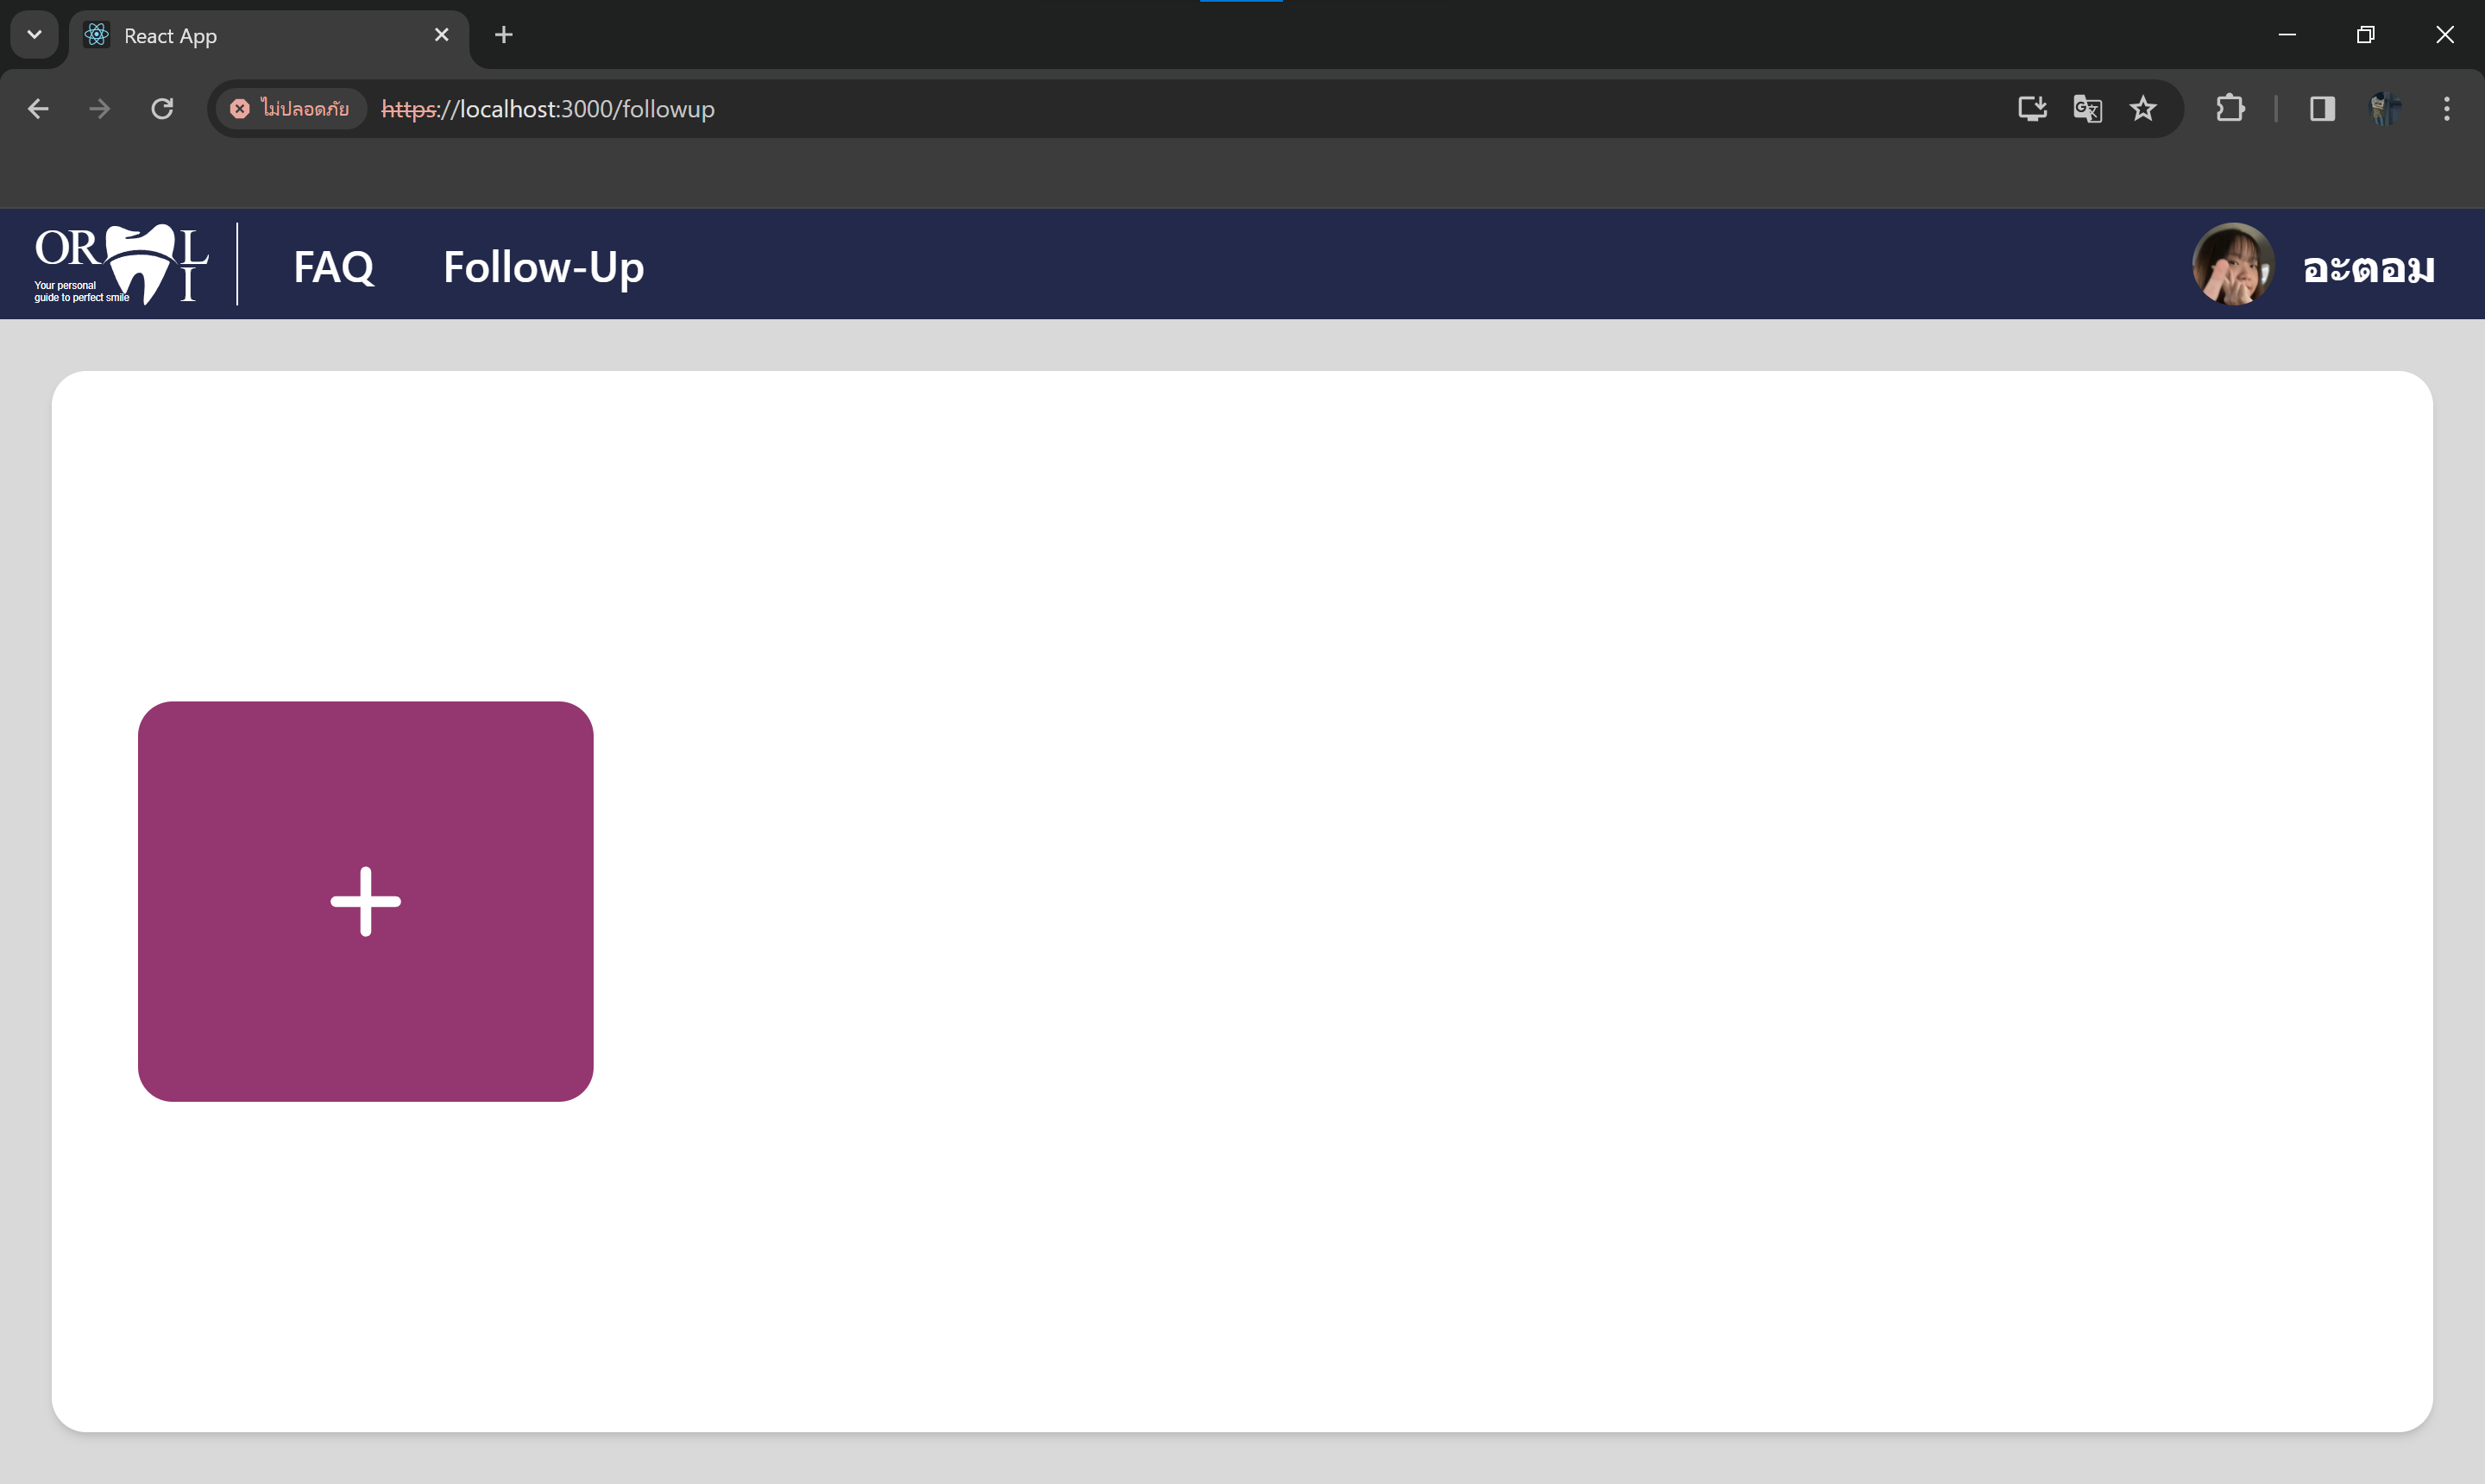 React App
ไม่ปลอดภัย https://localhost:3000/followup
ORAL
I
Your personal
guide to perfect smile
FAQ
Follow-Up
อะตอม